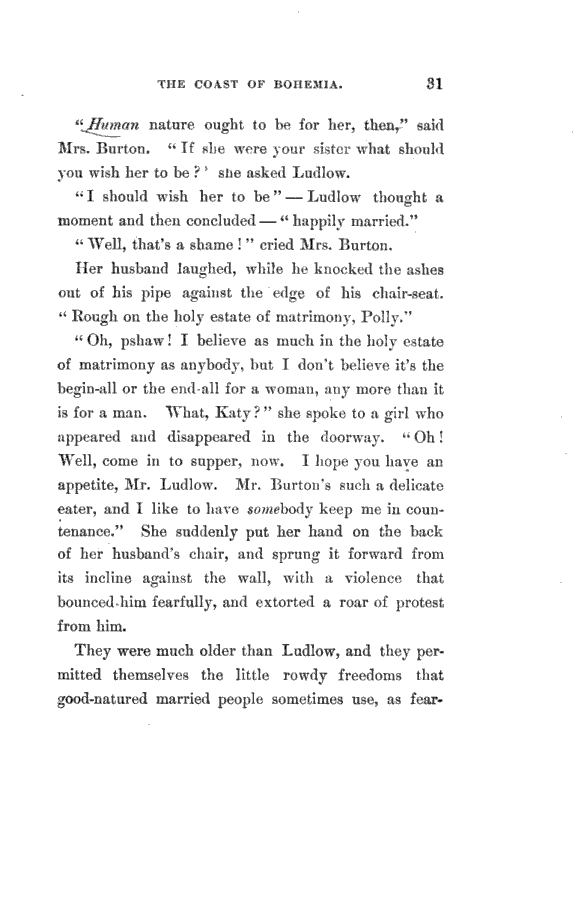 THE COAST OF BOHEMIA. 31
"Human nature ought to be for her, then," said
Mrs. Burton. "If she were your sister what should
you wish her to be?' she asked Ludlow.
"I should wish her to be" — Ludlow thought a
moment and then concluded — "happily married."
"Well, that's a shame!" cried Mrs. Burton.
Her husband laughed, while he knocked the ashes
out of his pipe against the edge of his chair-seat.
"Rough on the holy estate of matrimony, Polly."
"Oh, pshaw! I believe as much in the holy estate
of matrimony as anybody, but I don't believe it's the
begin-all or the end-all for a woman, any more than it
is for a man. What, Katy?" she spoke to a girl who
appeared and disappeared in the doorway. "Oh!
Well, come in to supper, now. I hope you have an
appetite, Mr. Ludlow. Mr. Burton's such a delicate
eater, and I like to have somebody keep me in coun-
tenance." She suddenly put her hand on the back
of her husband's chair, and sprung it forward from
its incline against the wall, with a violence that
bounced him fearfully, and extorted a roar of protest
from him.
They were much older than Ludlow, and they per-
mitted themselves the little rowdy freedoms that
good-natured married people sometimes use, as fear-